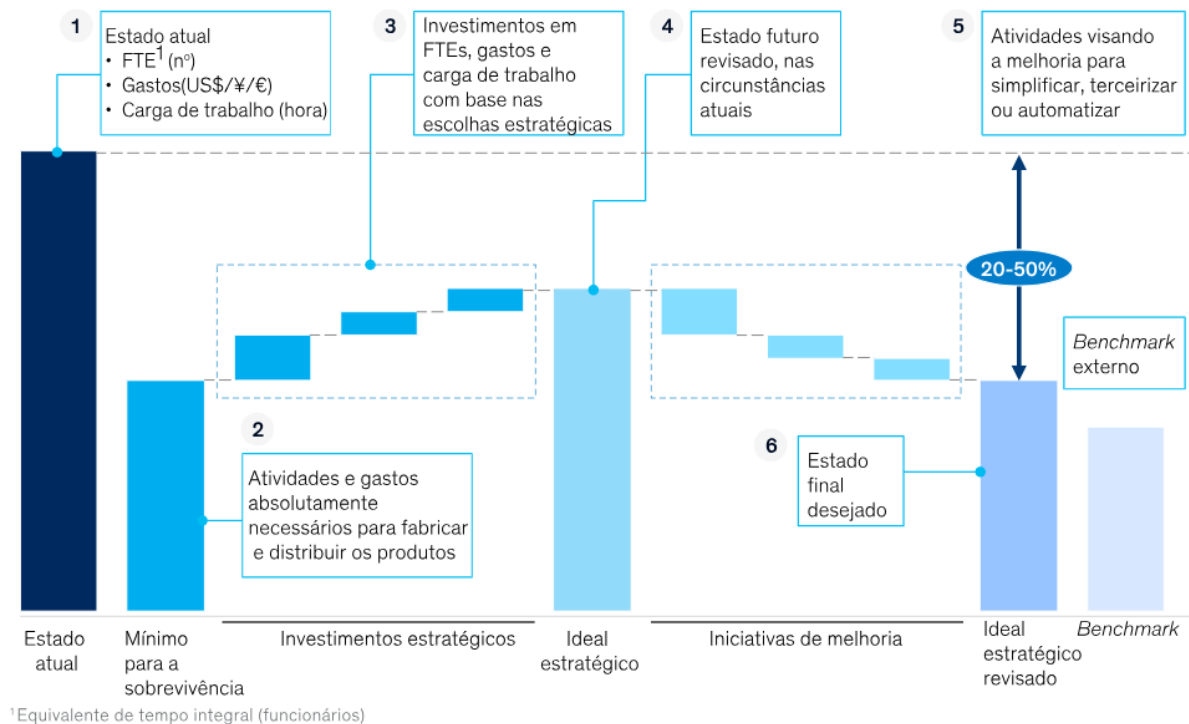 1
Estado atual
• FTE¹ (nº)
• Gastos(US$/¥/€)
• Carga de trabalho (hora)
3
Investimentos em
FTEs, gastos e
carga de trabalho
com base nas
escolhas estratégicas
4
Estado futuro
revisado, nas
circunstâncias
atuais
5
Atividades visando
a melhoria para
simplificar, terceirizar
ou automatizar
20-50%
Benchmark
externo
2
Atividades e gastos
absolutamente
necessários para fabricar
e distribuir os produtos
6
Estado
final
desejado
Estado
atual
Mínimo
para a
sobrevivência
Investimentos estratégicos
Ideal
estratégico
Iniciativas de melhoria
Ideal
estratégico
revisado
Benchmark
¹Equivalente de tempo integral (funcionários)